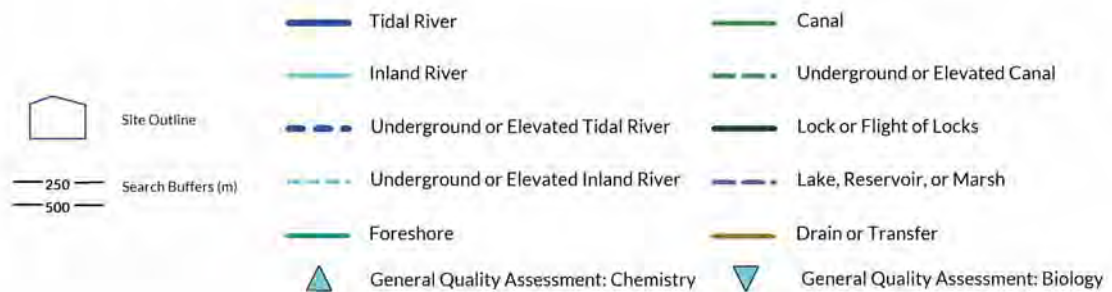 Site Outline
250
500
Search Buffers (m)
Tidal River
Inland River
Underground or Elevated Tidal River
Underground or Elevated Inland River
Foreshore
General Quality Assessment: Chemistry
Canal
Underground or Elevated Canal
Lock or Flight of Locks
Lake, Reservoir, or Marsh
Drain or Transfer
General Quality Assessment: Biology